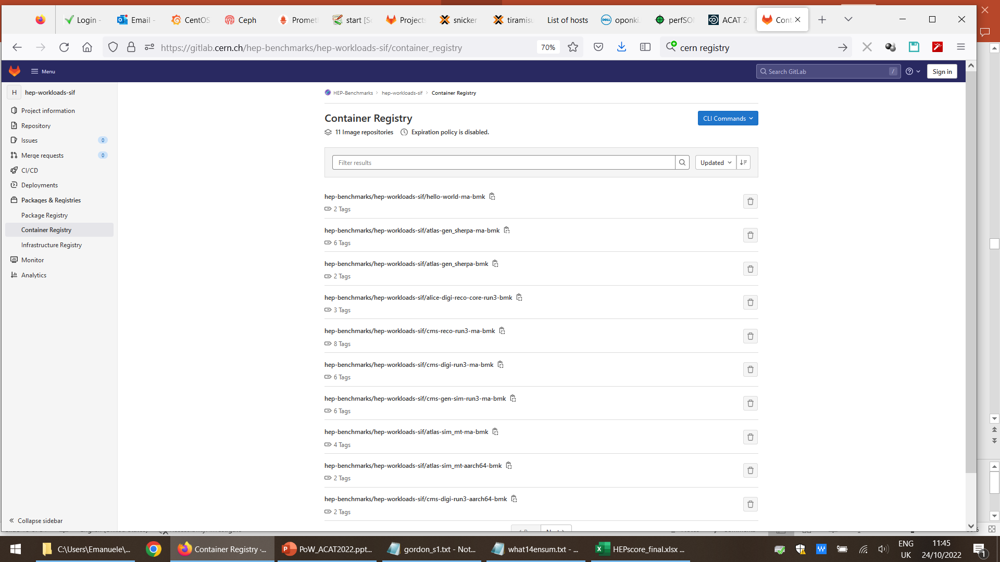 Login -
Email -
CentOS
Ceph
Promet
start [S
Projects
snicker
tiramisu
List of hosts
oponki
perfSON
ACAT 20
Cont
https://gitlab.cern.ch/hep-benchmarks/hep-workloads-sif/container_registry
70%
cern registry
Menu
Search GitLab
/
Sign in
H hep-workloads-sif
Project information
Repository
Issues 0
Merge requests 0
CI/CD
Deployments
Packages & Registries
Package Registry
Container Registry
Infrastructure Registry
Monitor
Analytics
Collapse sidebar
HEP-Benchmarks > hep-workloads-sif > Container Registry
Container Registry
CLI Commands
11 Image repositories
Expiration policy is disabled.
Filter results
Updated
hep-benchmarks/hep-workloads-sif/hello-world-ma-bmk
2 Tags
hep-benchmarks/hep-workloads-sif/atlas-gen_sherpa-ma-bmk
6 Tags
hep-benchmarks/hep-workloads-sif/atlas-gen_sherpa-bmk
2 Tags
hep-benchmarks/hep-workloads-sif/alice-digi-reco-core-run3-bmk
3 Tags
hep-benchmarks/hep-workloads-sif/cms-reco-run3-ma-bmk
8 Tags
hep-benchmarks/hep-workloads-sif/cms-digi-run3-ma-bmk
6 Tags
hep-benchmarks/hep-workloads-sif/cms-gen-sim-run3-ma-bmk
6 Tags
hep-benchmarks/hep-workloads-sif/atlas-sim_mt-ma-bmk
4 Tags
hep-benchmarks/hep-workloads-sif/atlas-sim_mt-aarch64-bmk
2 Tags
hep-benchmarks/hep-workloads-sif/cms-digi-run3-aarch64-bmk
2 Tags
C:\Users\Emanuele\...
Container Registry ·...
PoW_ACAT2022.ppt...
gordon_s1.txt - Not...
what14ensum.txt - ...
HEPscore_final.xlsx ...
ENG
UK
11:45
24/10/2022
1